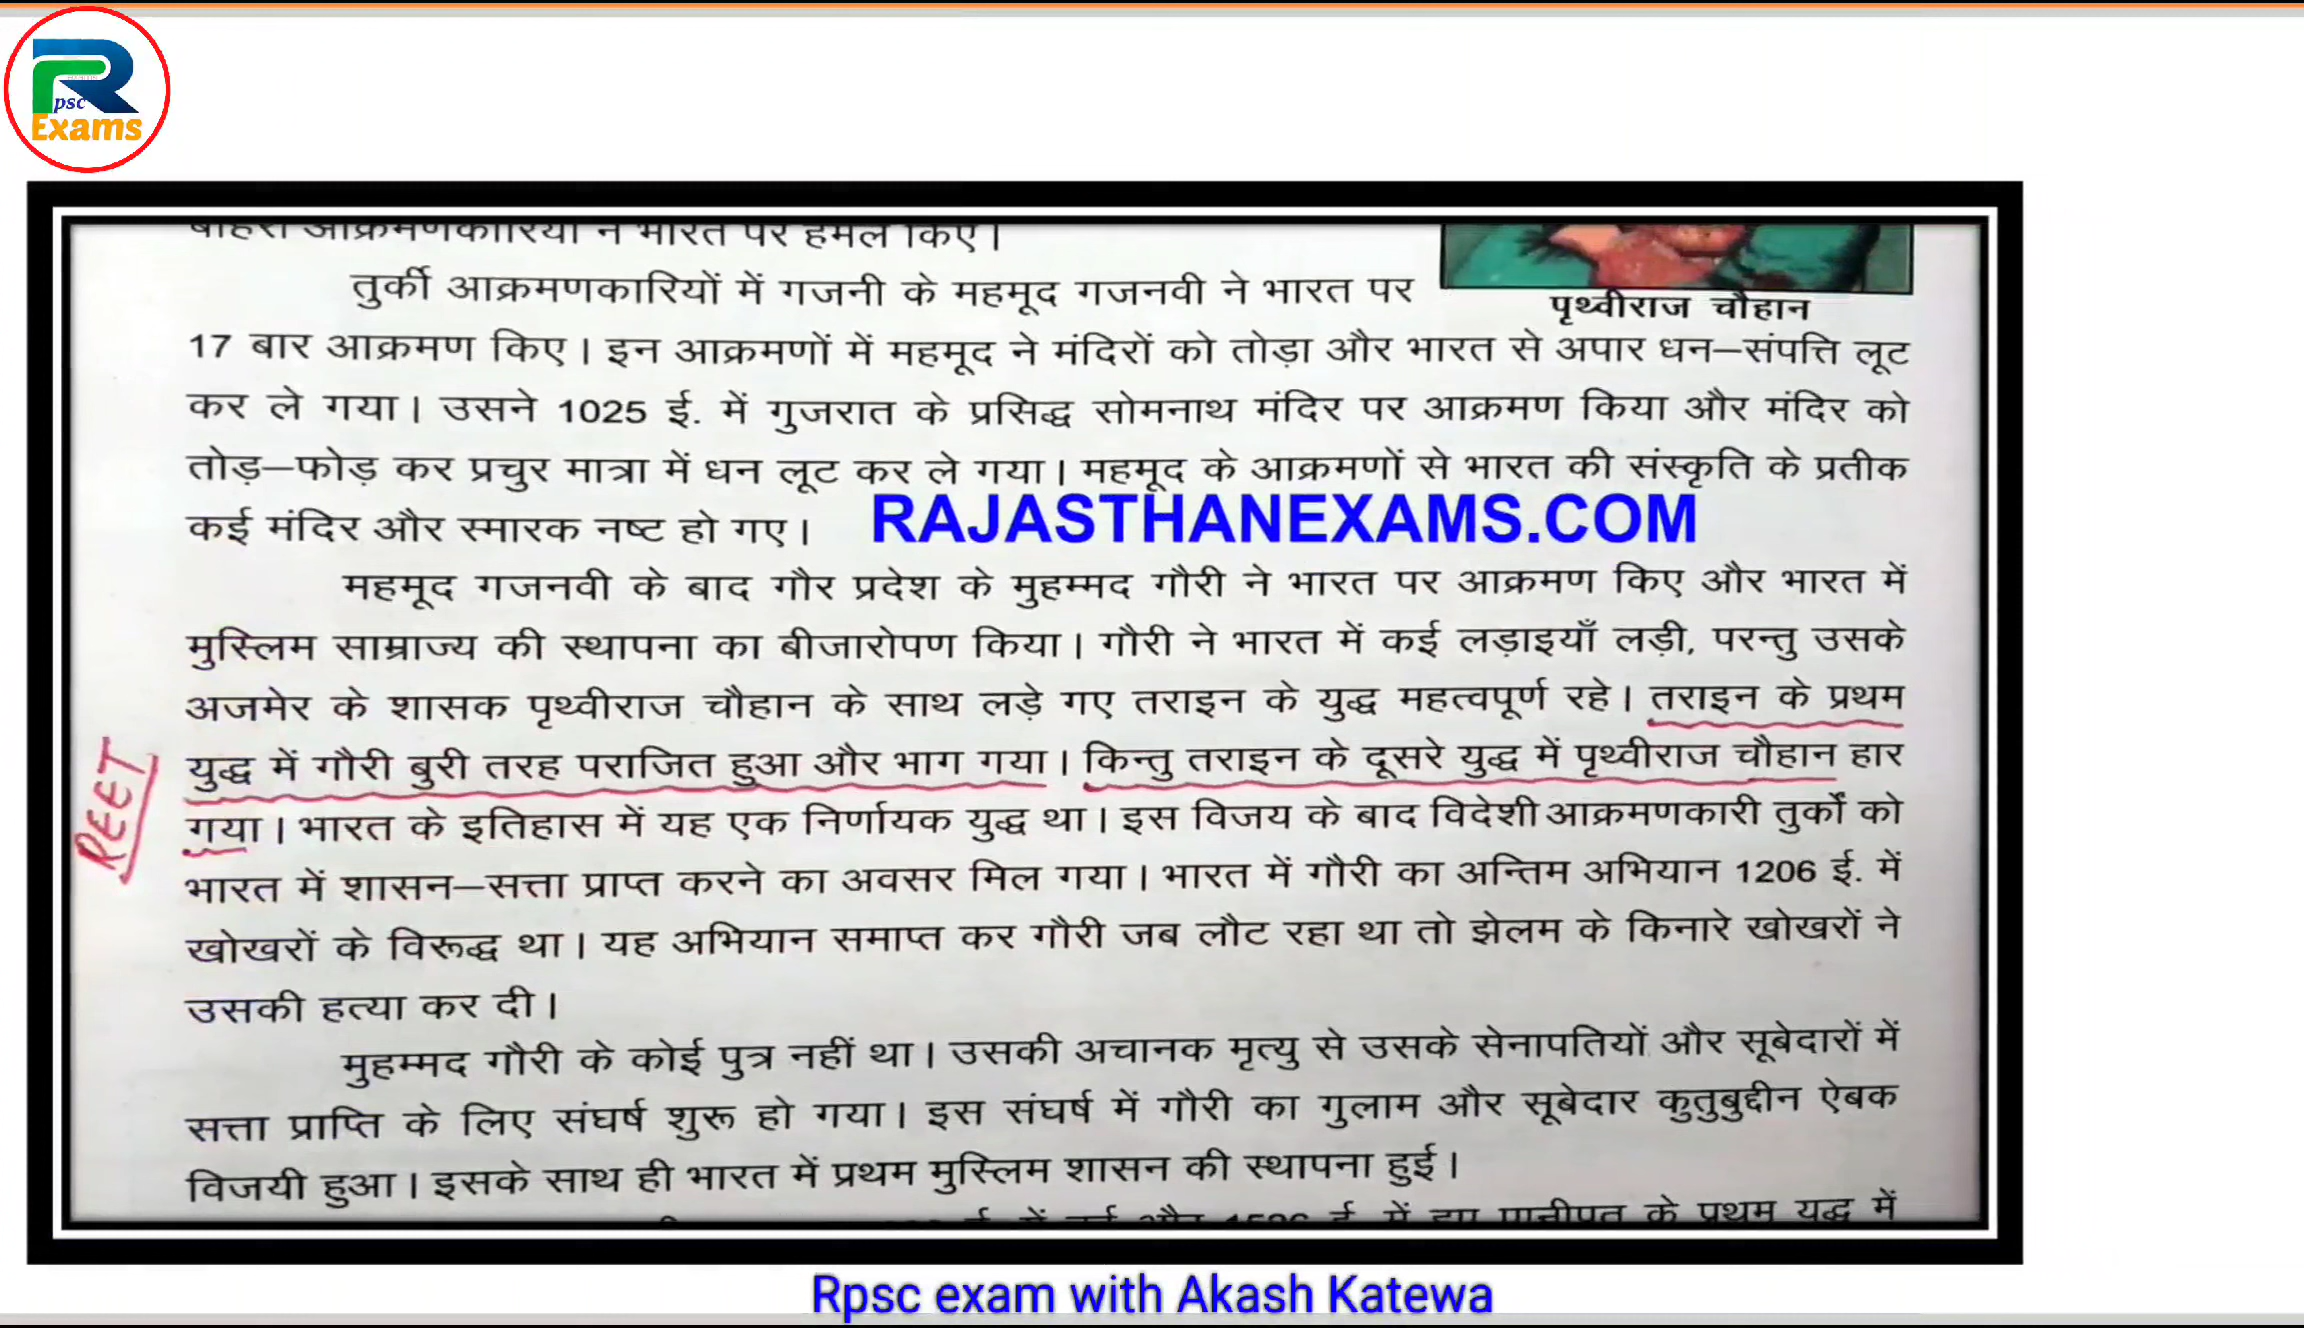 psc
Exams
बाहरी आक्रमणकारियों ने भारत पर हमले किए।
तुर्की आक्रमणकारियों में गजनी के महमूद गजनवी ने भारत पर
पृथ्वीराज चौहान
17 बार आक्रमण किए। इन आक्रमणों में महमूद ने मंदिरों को तोड़ा और भारत से अपार धन–संपत्ति लूट
कर ले गया। उसने 1025 ई. में गुजरात के प्रसिद्ध सोमनाथ मंदिर पर आक्रमण किया और मंदिर को
तोड़–फोड़ कर प्रचुर मात्रा में धन लूट कर ले गया। महमूद के आक्रमणों से भारत की संस्कृति के प्रतीक
कई मंदिर और स्मारक नष्ट हो गए।
RAJASTHANEXAMS.COM
महमूद गजनवी के बाद गौर प्रदेश के मुहम्मद गौरी ने भारत पर आक्रमण किए और भारत में
मुस्लिम साम्राज्य की स्थापना का बीजारोपण किया। गौरी ने भारत में कई लड़ाइयाँ लड़ी, परन्तु उसके
अजमेर के शासक पृथ्वीराज चौहान के साथ लड़े गए तराइन के युद्ध महत्वपूर्ण रहे। तराइन के प्रथम
युद्ध में गौरी बुरी तरह पराजित हुआ और भाग गया। किन्तु तराइन के दूसरे युद्ध में पृथ्वीराज चौहान हार
REET
गया। भारत के इतिहास में यह एक निर्णायक युद्ध था। इस विजय के बाद विदेशी आक्रमणकारी तुर्कों को
भारत में शासन–सत्ता प्राप्त करने का अवसर मिल गया। भारत में गौरी का अन्तिम अभियान 1206 ई. में
खोखरों के विरूद्ध था। यह अभियान समाप्त कर गौरी जब लौट रहा था तो झेलम के किनारे खोखरों ने
उसकी हत्या कर दी।
मुहम्मद गौरी के कोई पुत्र नहीं था। उसकी अचानक मृत्यु से उसके सेनापतियों और सूबेदारों में
सत्ता प्राप्ति के लिए संघर्ष शुरू हो गया। इस संघर्ष में गौरी का गुलाम और सूबेदार कुतुबुद्दीन ऐबक
विजयी हुआ। इसके साथ ही भारत में प्रथम मुस्लिम शासन की स्थापना हुई।
ई. में हुई और 1526 ई. में हुए पानीपत के प्रथम युद्ध में
Rpsc exam with Akash Katewa